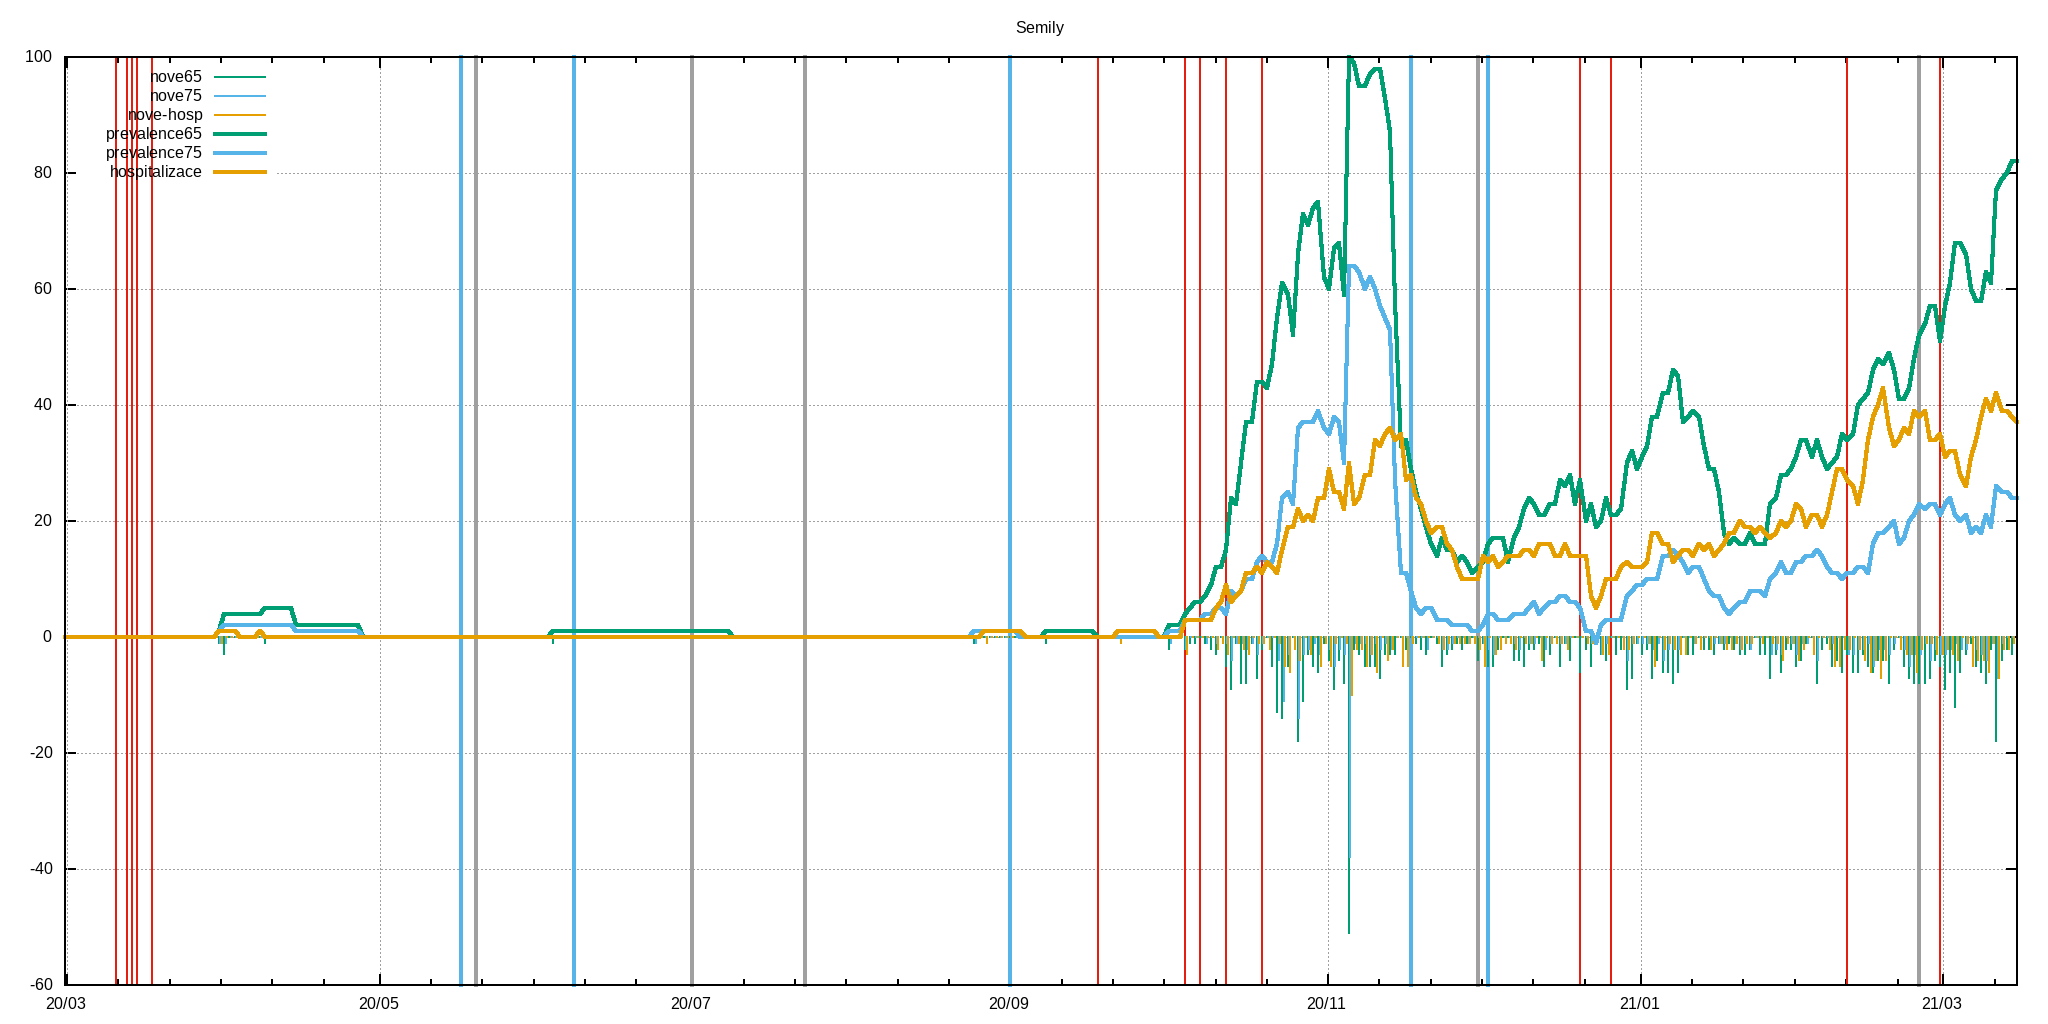 Semily
100
80
60
40
20
0
-20
-40
-60
nove65
nove75
nove-hosp
prevalence65
prevalence75
hospitalizace
20/03 20/05 20/07 20/09 20/11 21/01 21/03